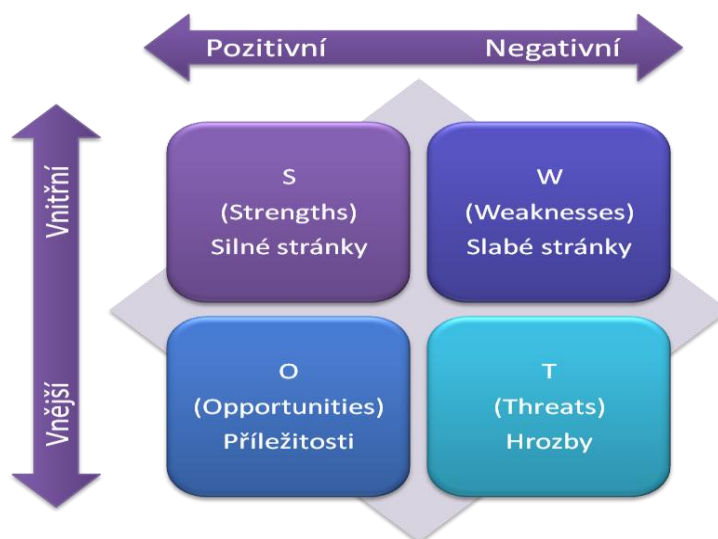 Pozitivní
Negativní
Vnitřní
Vnější
S
(Strengths)
Silné stránky
W
(Weaknesses)
Slabé stránky
O
(Opportunities)
Příležitosti
T
(Threats)
Hrozby